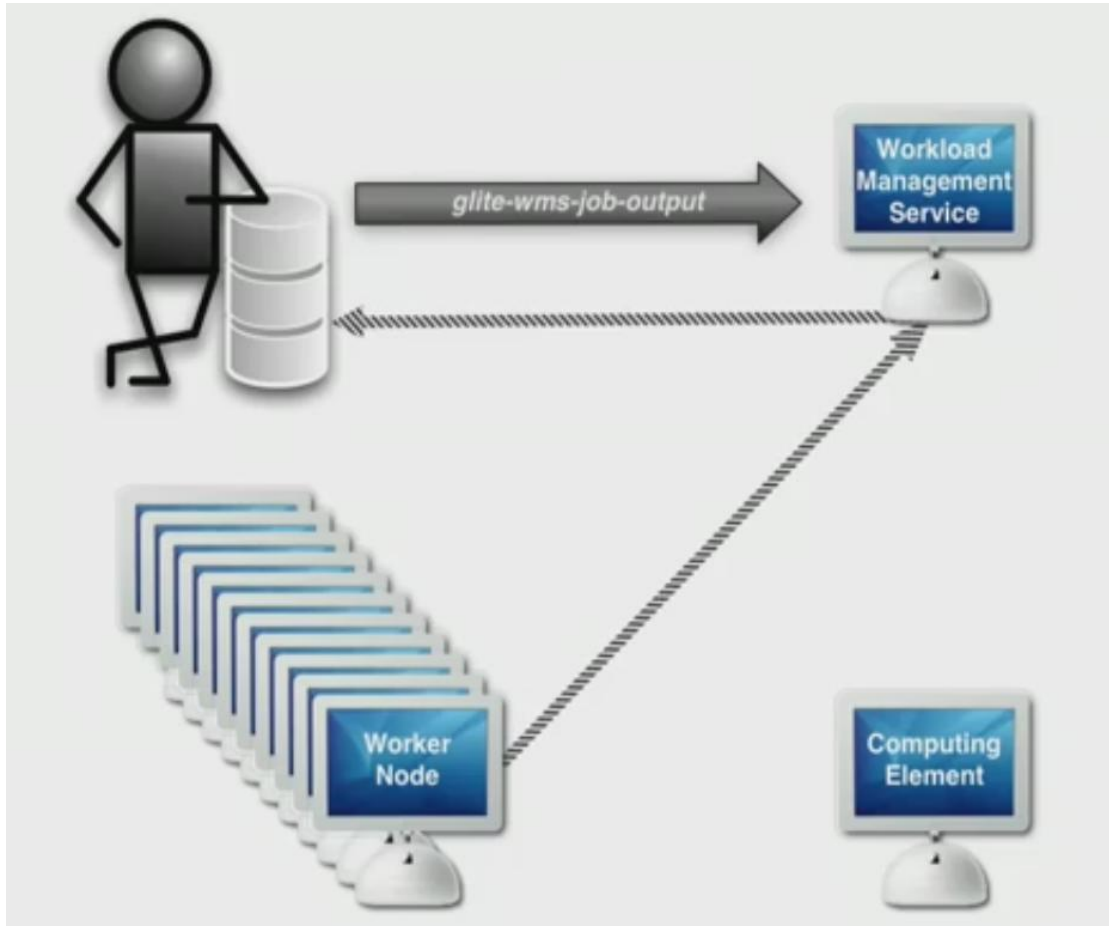 glite-wms-job-output
Workload
Management
Service
Worker
Node
Computing
Element